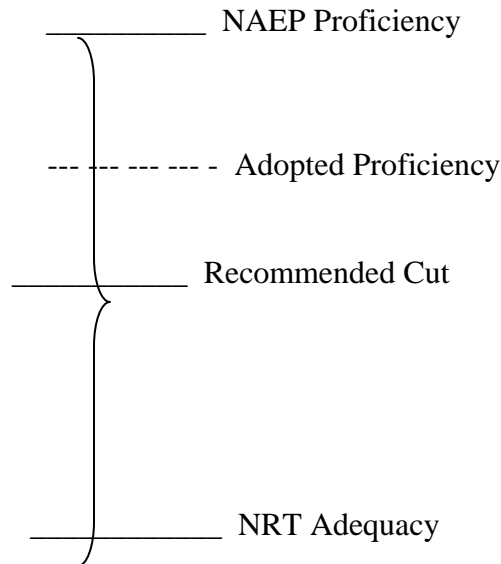 NAEP Proficiency
Adopted Proficiency
Recommended Cut
NRT Adequacy